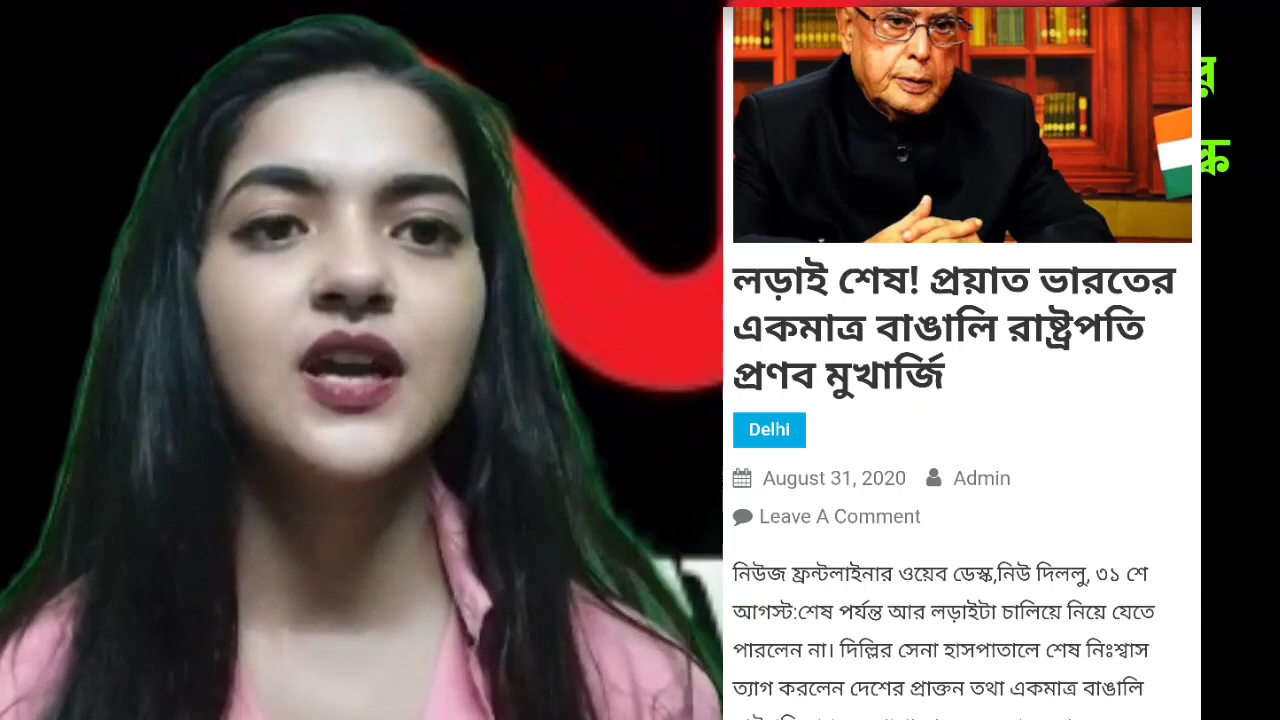 লড়াই শেষ! প্রয়াত ভারতের
একমাত্র বাঙালি রাষ্ট্রপতি
প্রণব মুখার্জি
Delhi
August 31, 2020 Admin
Leave A Comment
নিউজ ফ্রন্টলাইনার ওয়েব ডেস্ক,নিউ দিললু, ৩১ শে
আগস্ট:শেষ পর্যন্ত আর লড়াইটা চালিয়ে নিয়ে যেতে
পারলেন না। দিল্লির সেনা হাসপাতালে শেষ নিঃশ্বাস
ত্যাগ করলেন দেশের প্রাক্তন তথা একমাত্র বাঙালি